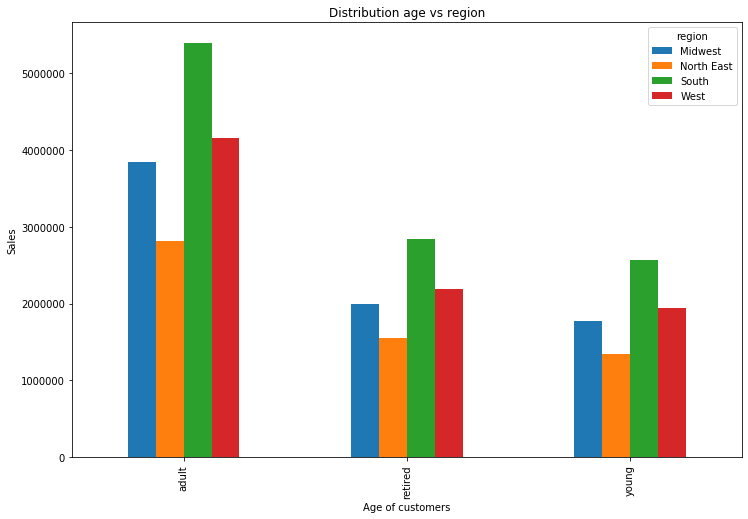 Distribution age vs region
region
Midwest
North East
South
West
Sales
5000000
4000000
3000000
2000000
1000000
0
adult
retired
young
Age of customers